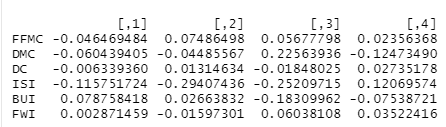 [,1] [,2] [,3] [,4]
FFMC -0.046469484 0.07486498 0.05677798 0.02356368
DMC -0.060439405 -0.04485567 0.22563936 -0.12473490
DC -0.006339360 0.01314634 -0.01848025 0.02735178
ISI -0.115751724 -0.29407436 -0.25209715 0.12069574
BUI 0.078758418 0.02663832 -0.18309962 -0.07538721
FWI 0.002871459 -0.01597301 0.06038108 0.03522416